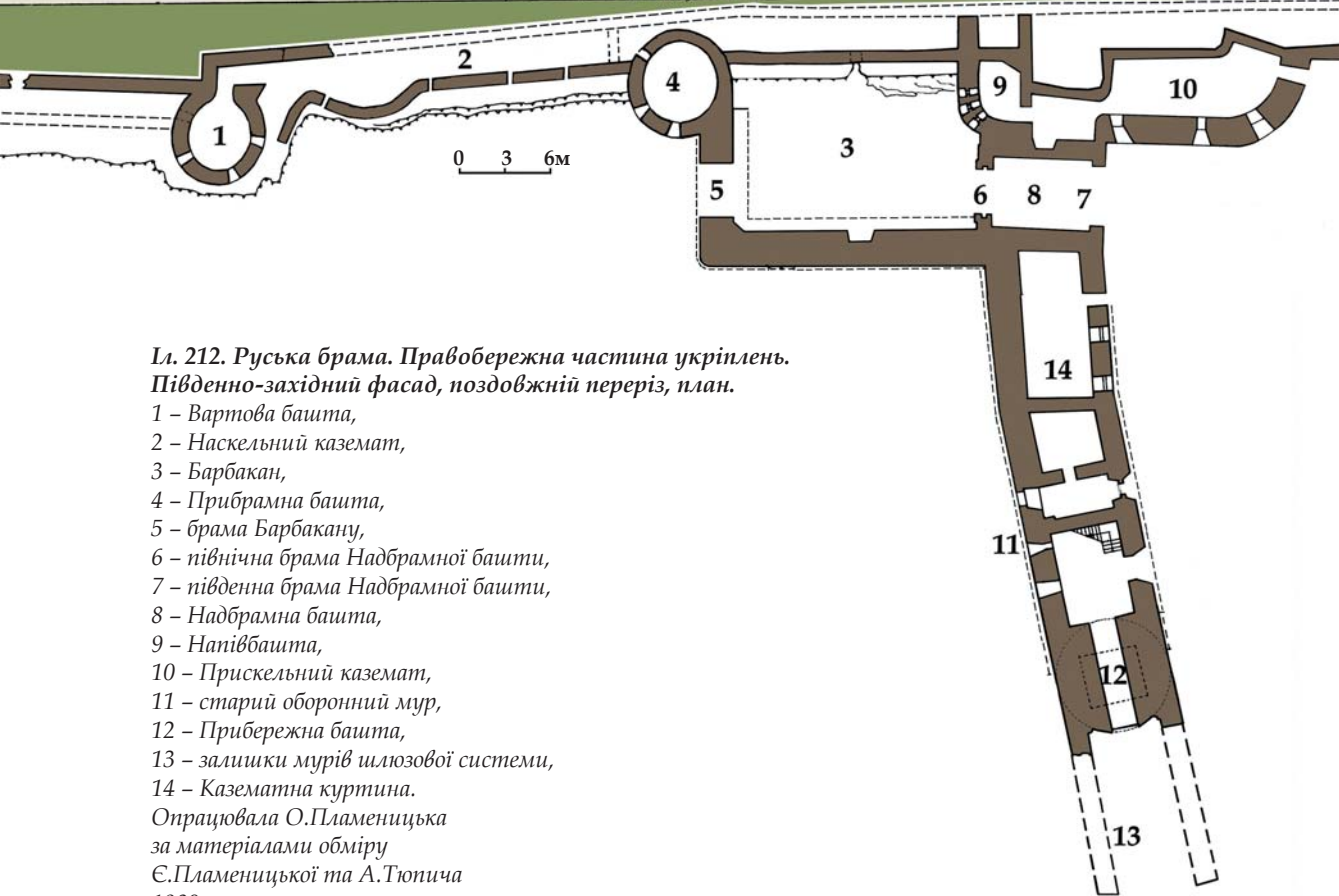 2
4
9
10
1
3
0 3 6м
5
6 8 7
14
11
12
13
Іл. 212. Руська брама. Правобережна частина укріплень.
Південно-західний фасад, поздовжній переріз, план.
1 – Вартова башта,
2 – Наскельний каземат,
3 – Барбакан,
4 – Прибрамна башта,
5 – брама Барбакану,
6 – північна брама Надбрамної башти,
7 – південна брама Надбрамної башти,
8 – Надбрамна башта,
9 – Напівбашта,
10 – Прискельний каземат,
11 – старий оборонний мур,
12 – Прибережна башта,
13 – залишки мурів шлюзової системи,
14 – Казематна куртина.
Опрацювала О.Пламеницька
за матеріалами обміру
Є.Пламеницької та А.Тюпича